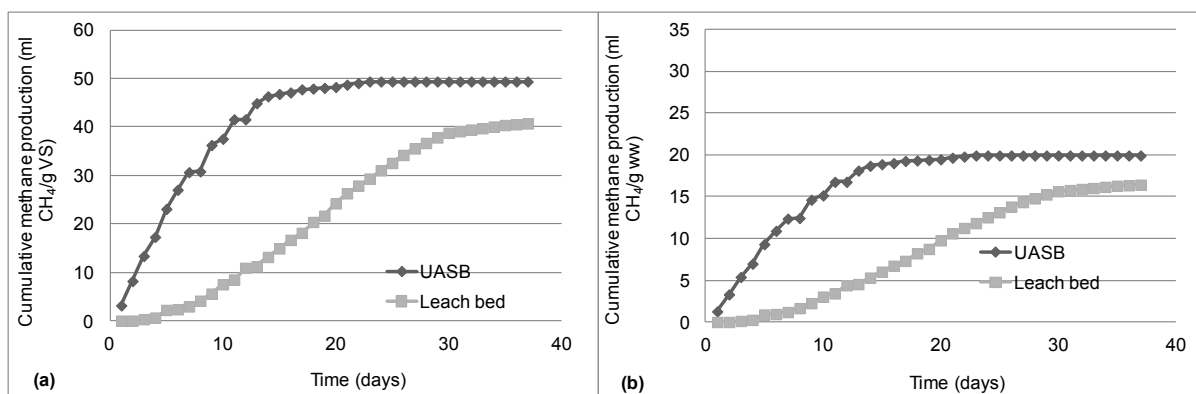 60
50
40
30
20
10
0
Cumulative methane production (ml
CH₄/g VS)
0
10
20
30
40
Time (days)
UASB
Leach bed
(a)
35
30
25
20
15
10
5
0
Cumulative methane production (ml
CH₄/g ww)
0
10
20
30
40
Time (days)
UASB
Leach bed
(b)